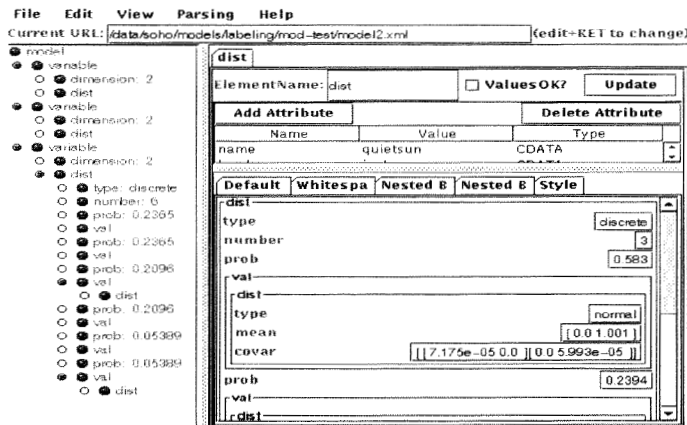 File Edit View Parsing Help
Current URL: /data/soho/models/labeling/mod-test/model2.xml (edit+RET to change)
model
variable
dimension: 2
dist
variable
dimension: 2
dist
variable
dimension: 2
dist
type: discrete
number: 6
prob: 0.2365
val
prob: 0.2365
val
prob: 0.2096
val
dist
prob: 0.2096
val
prob: 0.05389
val
prob: 0.05389
val
dist
dist
ElementName: dist ValuesOK? Update
Add Attribute Delete Attribute
Name Value Type
name quietsun CDATA
CDATA
Default Whitespa Nested B Nested B Style
dist
type discrete
number 3
prob 0.583
val
dist
type normal
mean [ 0.0 1.001 ]
covar [[ 7.175e-05 0.0 ][ 0.0 5.993e-05 ]]
prob 0.2394
val
dist